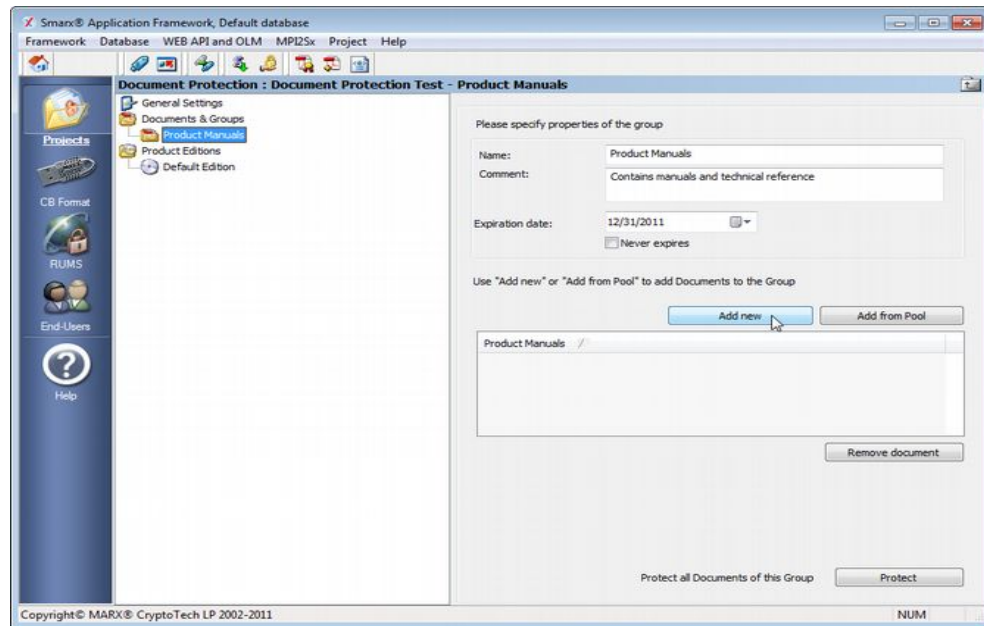 Smarx® Application Framework, Default database
Framework Database WEB API and OLM MPI2Sx Project Help
Document Protection : Document Protection Test - Product Manuals
Projects
CB Format
RUMS
End-Users
Help
General Settings
Documents & Groups
Product Manuals
Product Editions
Default Edition
Please specify properties of the group
Name: Product Manuals
Comment: Contains manuals and technical reference
Expiration date: 12/31/2011
Never expires
Use "Add new" or "Add from Pool" to add Documents to the Group
Add new Add from Pool
Product Manuals
Remove document
Protect all Documents of this Group Protect
Copyright© MARX® CryptoTech LP 2002-2011 NUM